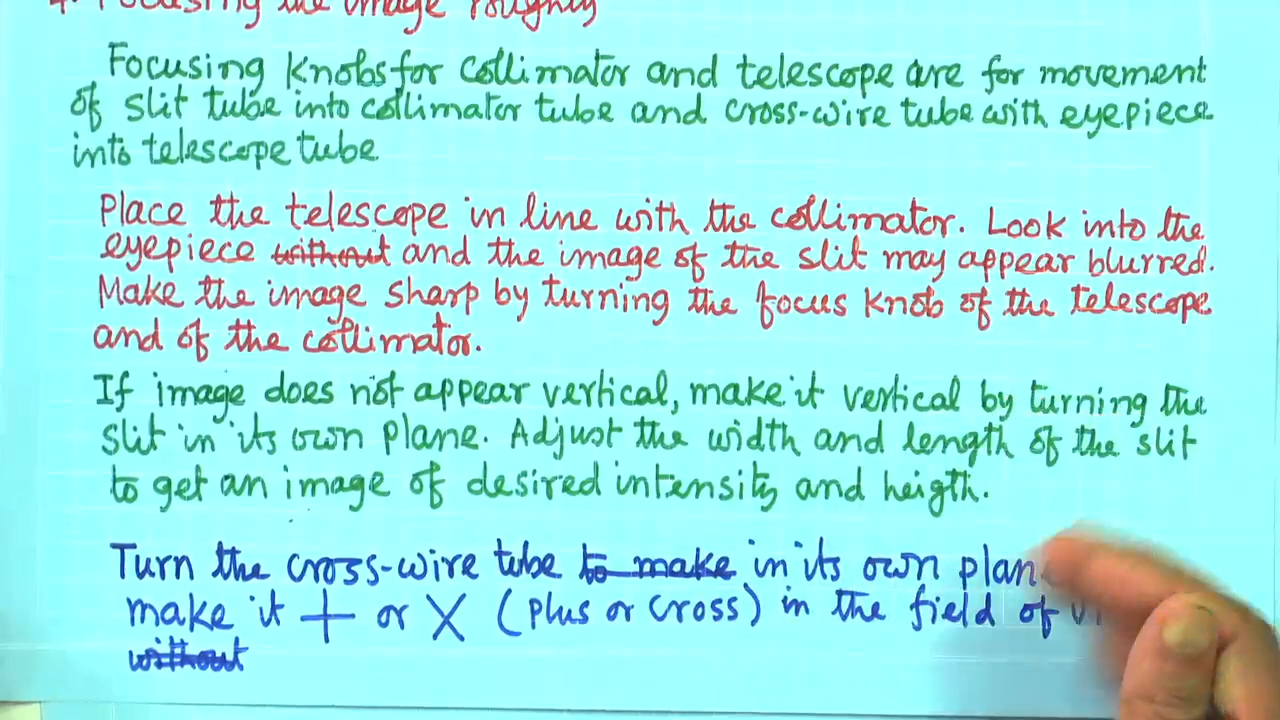 Focusing the image roughly
Focusing knobs for collimator and telescope are for movement
of slit tube into collimator tube and cross-wire tube with eyepiece
into telescope tube
Place the telescope in line with the collimator. Look into the
eyepiece without and the image of the slit may appear blurred.
Make the image sharp by turning the focus knob of the telescope
and of the collimator.
If image does not appear vertical, make it vertical by turning the
slit in its own plane. Adjust the width and length of the slit
to get an image of desired intensity and heigth.
Turn the cross-wire tube to make in its own plan
make it + or X (plus or cross) in the field of
without